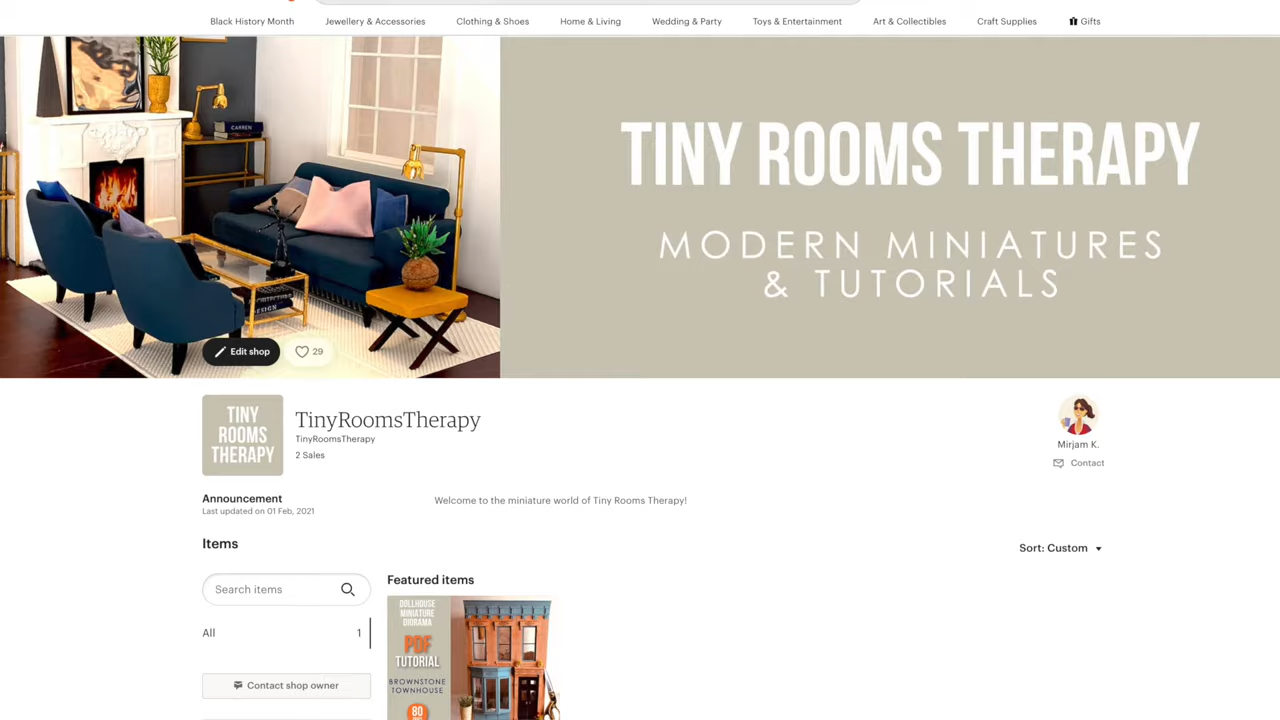 Black History Month
Jewellery & Accessories
Clothing & Shoes
Home & Living
Wedding & Party
Toys & Entertainment
Art & Collectibles
Craft Supplies
Gifts
CARREN
DESIGN
TINY ROOMS THERAPY
MODERN MINIATURES
& TUTORIALS
Edit shop
29
TINY
ROOMS
THERAPY
TinyRoomsTherapy
TinyRoomsTherapy
2 Sales
Mirjam K.
Contact
Announcement
Last updated on 01 Feb, 2021
Welcome to the miniature world of Tiny Rooms Therapy!
Items
Sort: Custom
Search items
Featured items
All
1
Contact shop owner
DOLLHOUSE
MINIATURE
DIORAMA
PDF
TUTORIAL
BROWNSTONE
TOWNHOUSE
80